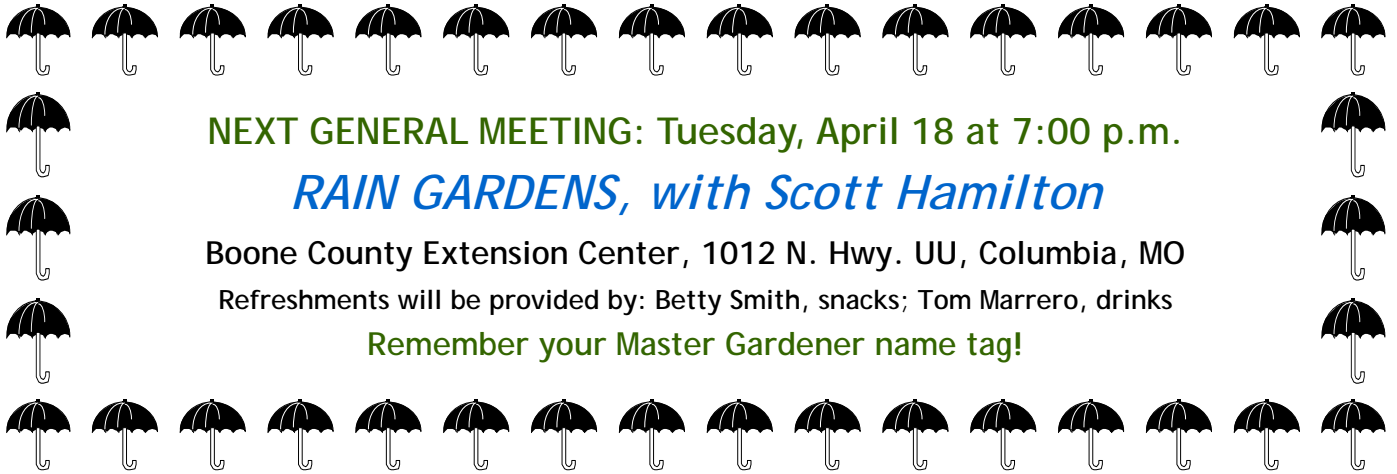 NEXT GENERAL MEETING: Tuesday, April 18 at 7:00 p.m.
RAIN GARDENS, with Scott Hamilton
Boone County Extension Center, 1012 N. Hwy. UU, Columbia, MO
Refreshments will be provided by: Betty Smith, snacks; Tom Marrero, drinks
Remember your Master Gardener name tag!